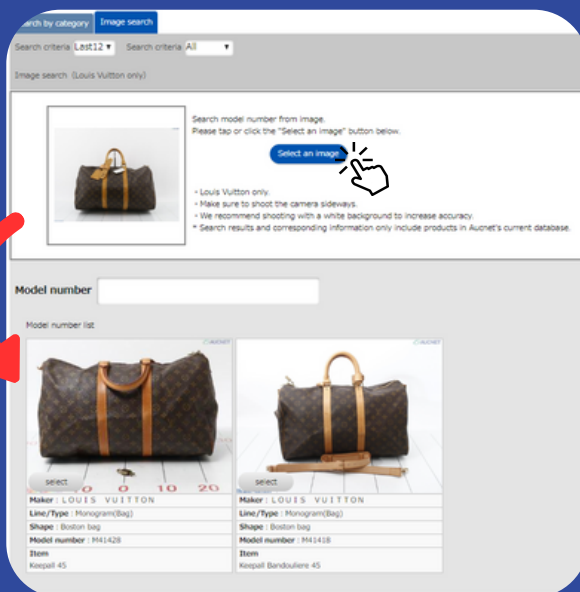 Search by category Image search
Search criteria Last12 ▼ Search criteria All ▼
Image search (Louis Vuitton only)
Search model number from image.
Please tap or click the "Select an image" button below.
Select an image
- Louis Vuitton only.
- Make sure to shoot the camera sideways.
- We recommend shooting with a white background to increase accuracy.
* Search results and corresponding information only include products in Aucnet's current database.
Model number
Model number list
AUCNET
AUCNET
select
0 10 20
select
Maker : LOUIS VUITTON
Line/Type : Monogram(Bag)
Shape : Boston bag
Model number : M41428
Item
Keepall 45
Maker : LOUIS VUITTON
Line/Type : Monogram(Bag)
Shape : Boston bag
Model number : M41418
Item
Keepall Bandouliere 45